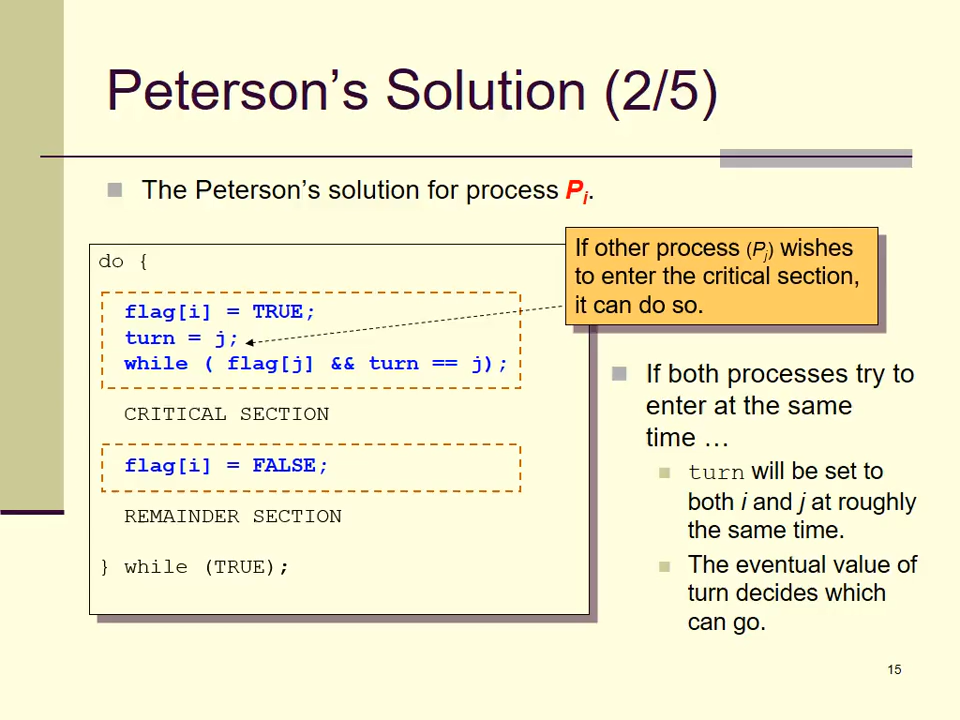 Peterson’s Solution (2/5)
The Peterson’s solution for process Pi.
do {
flag[i] = TRUE;
turn = j;
while ( flag[j] && turn == j);
CRITICAL SECTION
flag[i] = FALSE;
REMAINDER SECTION
} while (TRUE);
If other process (Pj) wishes
to enter the critical section,
it can do so.
If both processes try to
enter at the same
time …
turn will be set to
both i and j at roughly
the same time.
The eventual value of
turn decides which
can go.
15